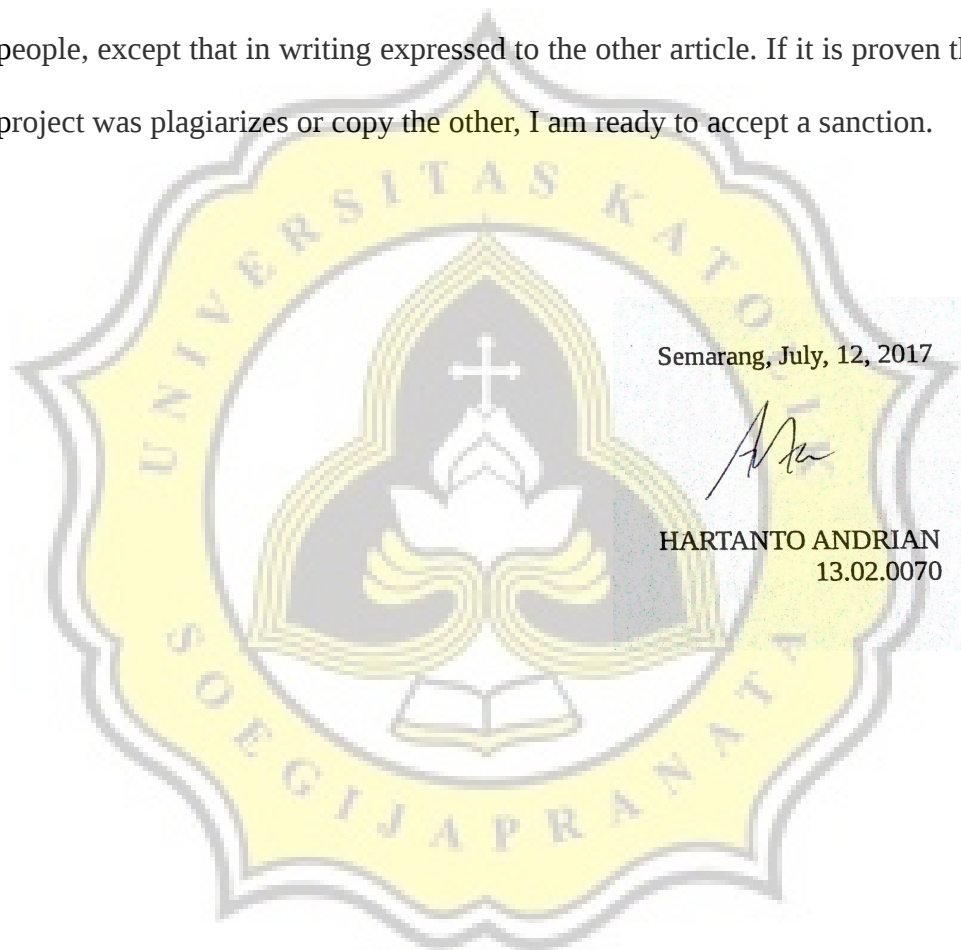 people, except that in writing expressed to the other article. If it is proven
project was plagiarizes or copy the other, I am ready to accept a sanction.
UNIVERSITAS KATOLIK
Semarang, July, 12, 2017
HARTANTO ANDRIAN
13.02.0070
SOEGIJAPRANATA